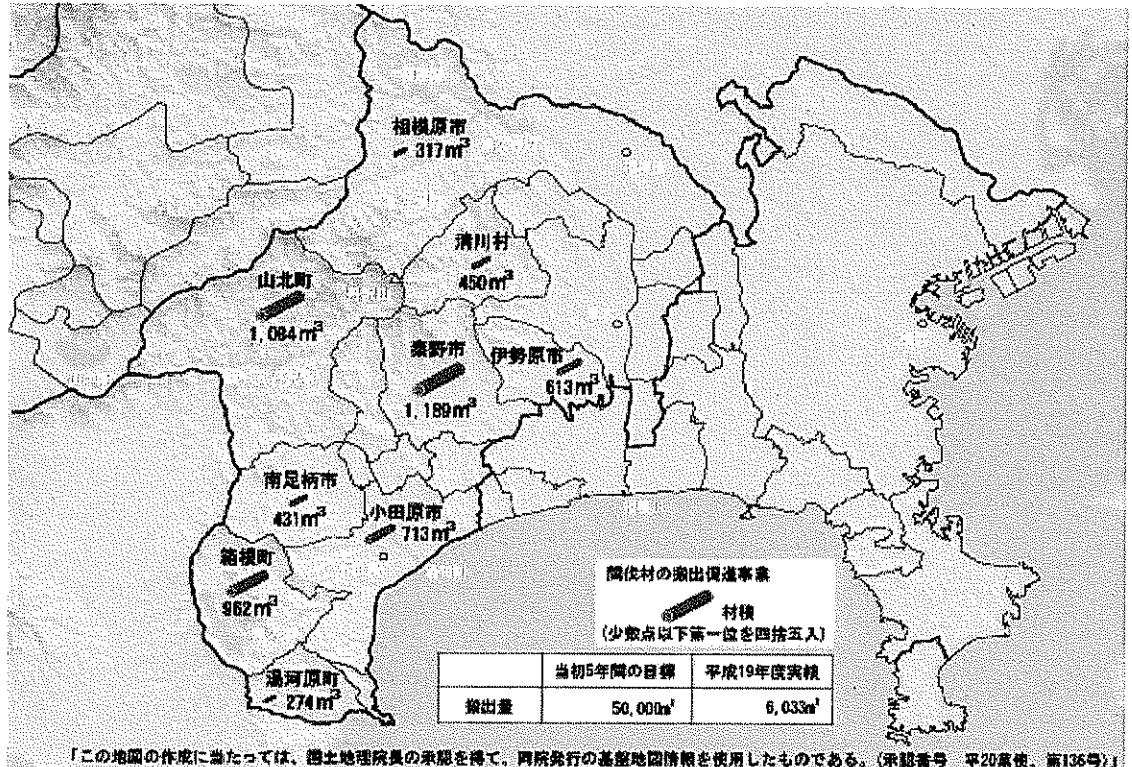 相模原市
317m³
清川村
450m³
山北町
1,084m³
秦野市
1,189m³
伊勢原市
613m³
南足柄市
431m³
小田原市
713m³
箱根町
962m³
湯河原町
274m³
間伐材の搬出促進事業
材積
(少数点以下第一位を四捨五入)
当初5年間の目標 平成19年度実績
搬出量 50,000m³ 6,033m³
「この地図の作成に当たっては、国土地理院長の承認を得て、同院発行の基盤地図情報を使用したものである。(承認番号 平20業使、第136号)」